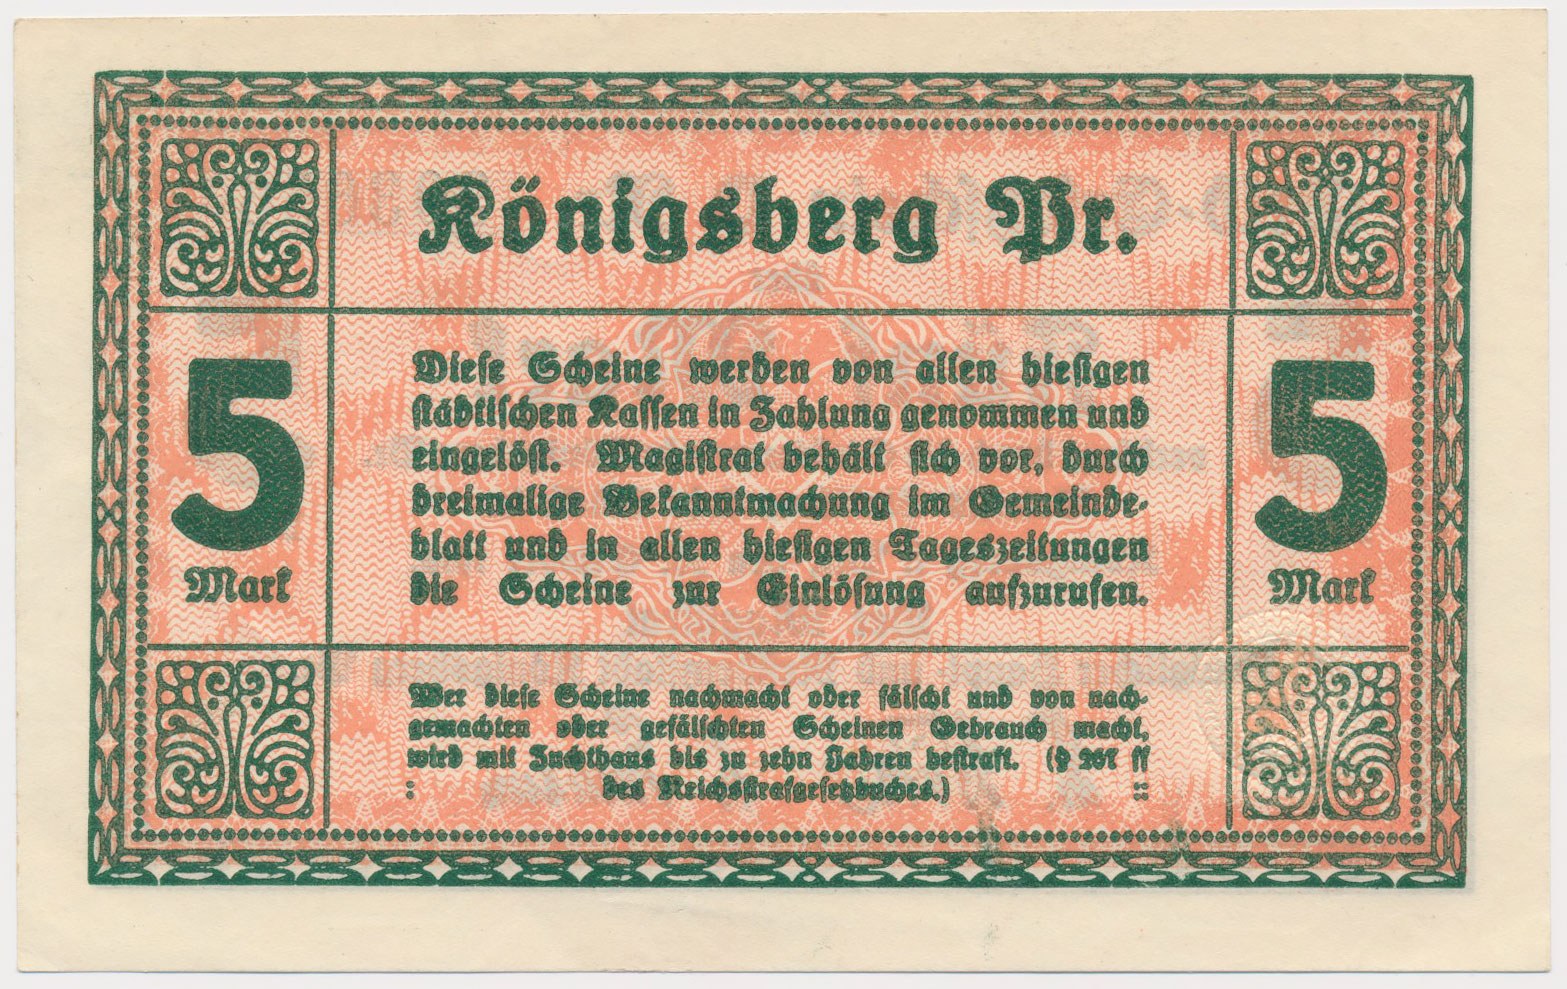 Königsberg Pr.
5
Mark
Diese Scheine werden von allen hiesigen
städtischen Kassen in Zahlung genommen und
eingelöst. Magistrat behält sich vor, durch
dreimalige Bekanntmachung im Gemeinde-
blatt und in allen hiesigen Tageszeitungen
die Scheine zur Einlösung aufzurufen.
5
Mark
Wer diese Scheine nachmacht oder fälscht und von nach-
gemachten oder gefälschten Scheinen Gebrauch macht,
wird mit Zuchthaus bis zu zehn Jahren bestraft. (§ 267 ff
: des Reichsstrafgesetzbuches.) ::